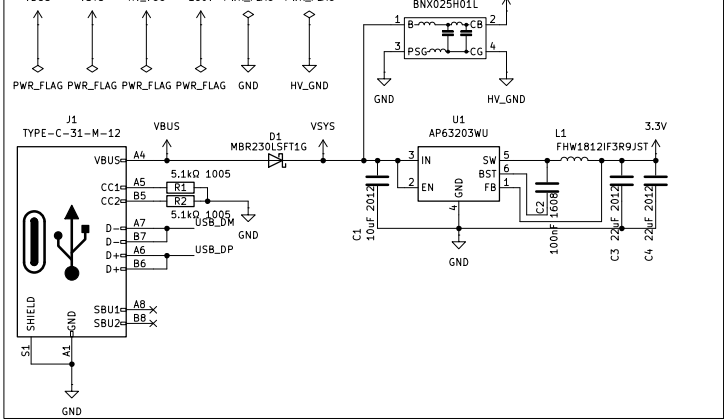 BNX025H01L
1 B CB 2
3 PSG CG 4
PWR_FLAG PWR_FLAG PWR_FLAG PWR_FLAG GND HV_GND
GND
HV_GND
J1
TYPE-C-31-M-12
VBUS
D1
MBR230LSFT1G
VSYS
U1
AP63203WU
L1
FHW1812IF3R9JST
3.3V
VBUS A4
3 IN SW 5
BST 6
2 EN FB 1
GND
4
5.1kΩ 1005
CC1 A5 R1
CC2 B5 R2
5.1kΩ 1005
GND
D- A7 USB_DM
D- B7
D+ A6 USB_DP
D+ B6
C1
10uF 2012
C2
100nF 1608
C3 22uF 2012
C4 22uF 2012
GND
SBU1 A8
SBU2 B8
SHIELD
GND
S1
A1
GND